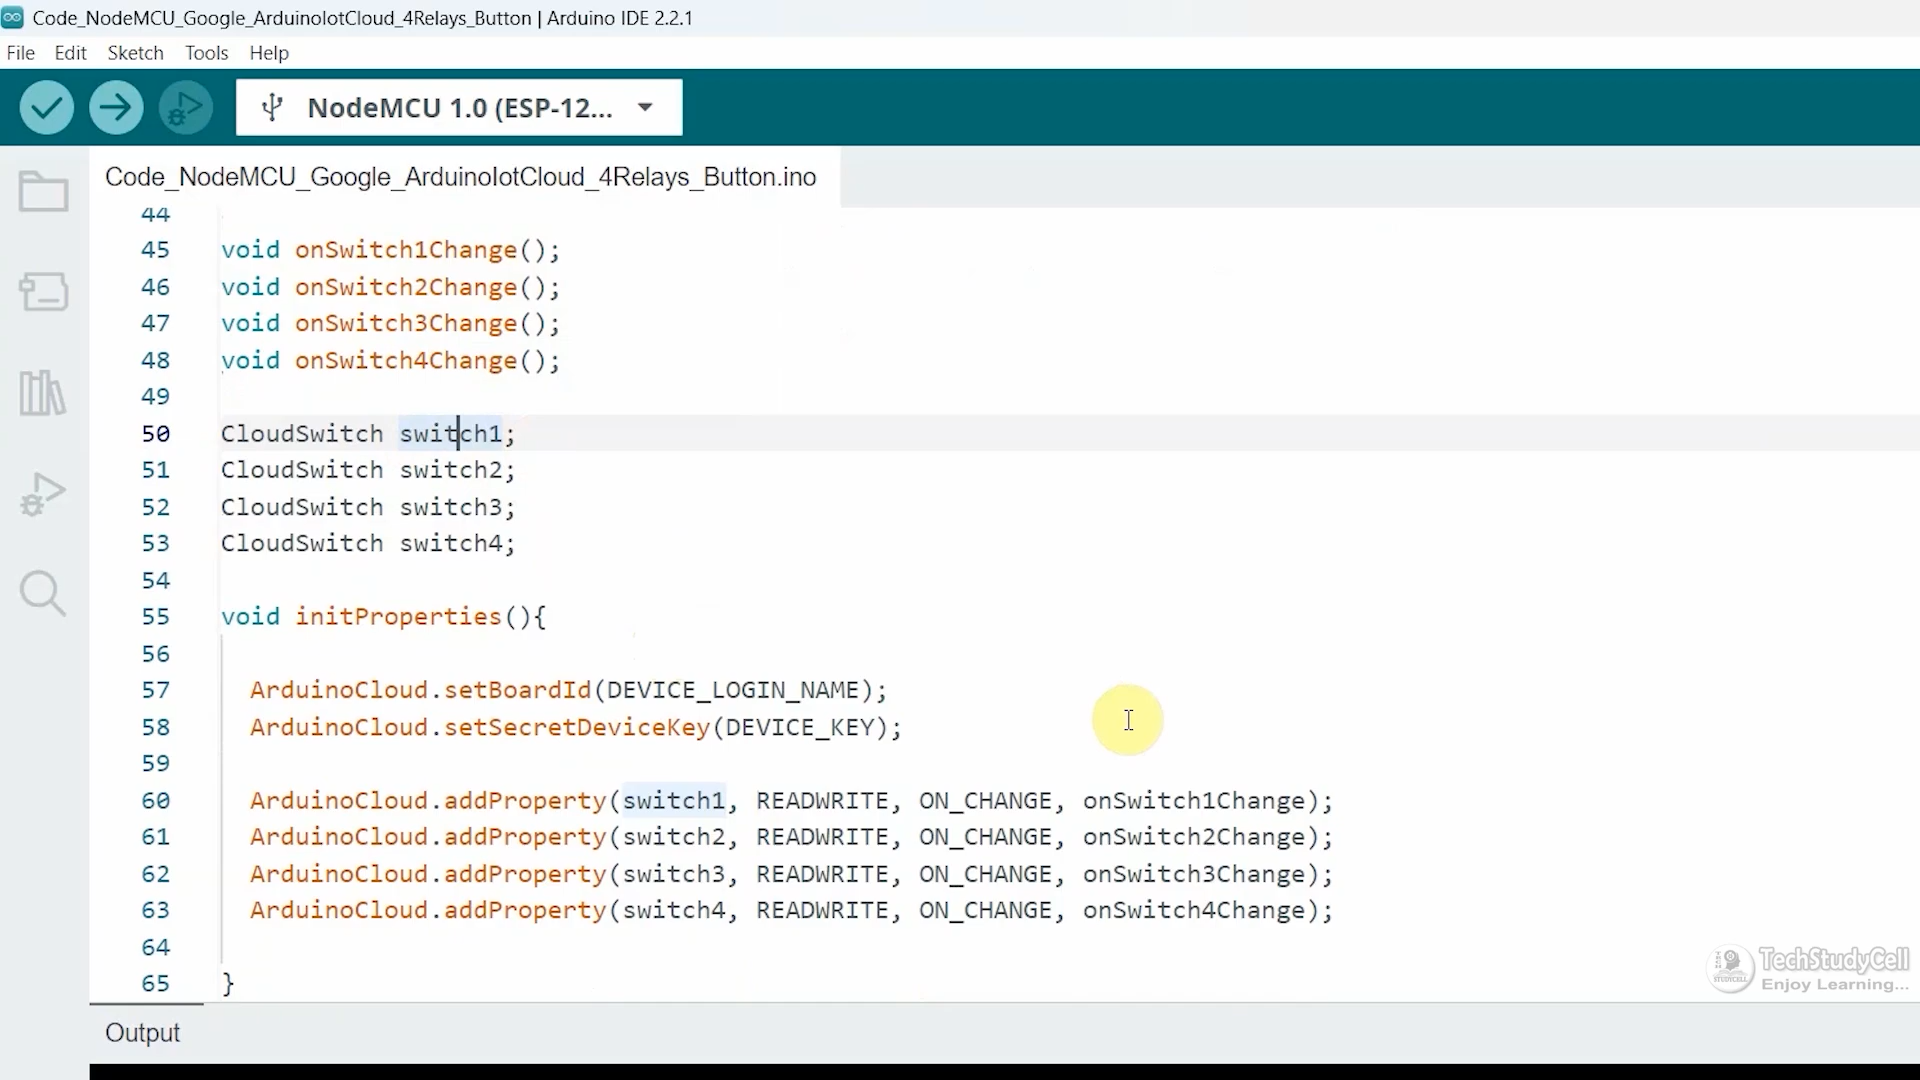 Code_NodeMCU_Google_ArduinoIotCloud_4Relays_Button | Arduino IDE 2.2.1
File Edit Sketch Tools Help
NodeMCU 1.0 (ESP-12...
Code_NodeMCU_Google_ArduinoIotCloud_4Relays_Button.ino
44
45 void onSwitch1Change();
46 void onSwitch2Change();
47 void onSwitch3Change();
48 void onSwitch4Change();
49
50 CloudSwitch switch1;
51 CloudSwitch switch2;
52 CloudSwitch switch3;
53 CloudSwitch switch4;
54
55 void initProperties(){
56
57 ArduinoCloud.setBoardId(DEVICE_LOGIN_NAME);
58 ArduinoCloud.setSecretDeviceKey(DEVICE_KEY);
59
60 ArduinoCloud.addProperty(switch1, READWRITE, ON_CHANGE, onSwitch1Change);
61 ArduinoCloud.addProperty(switch2, READWRITE, ON_CHANGE, onSwitch2Change);
62 ArduinoCloud.addProperty(switch3, READWRITE, ON_CHANGE, onSwitch3Change);
63 ArduinoCloud.addProperty(switch4, READWRITE, ON_CHANGE, onSwitch4Change);
64
65 }
TechStudyCell
Enjoy Learning...
Output